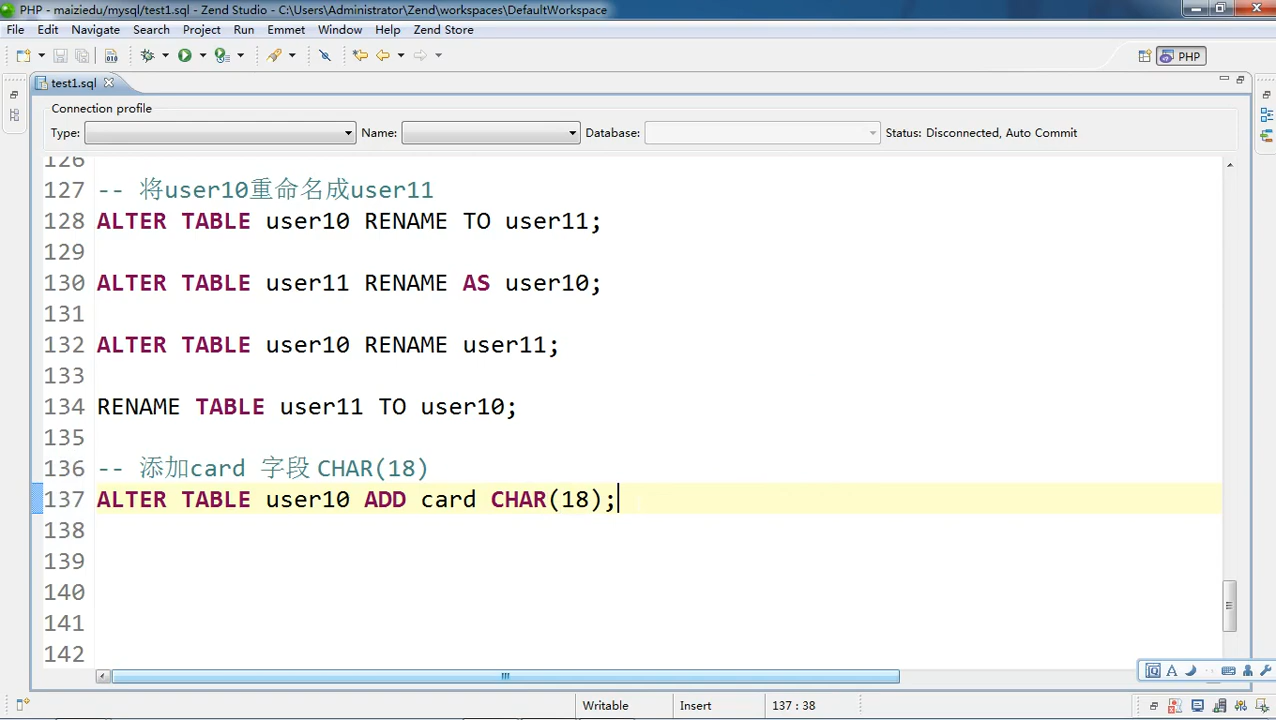 PHP - maiziedu/mysql/test1.sql - Zend Studio - C:\Users\Administrator\Zend\workspaces\DefaultWorkspace
File Edit Navigate Search Project Run Emmet Window Help Zend Store
PHP
test1.sql
Connection profile
Type: Name: Database: Status: Disconnected, Auto Commit
126
127 -- 将user10重命名成user11
128 ALTER TABLE user10 RENAME TO user11;
129
130 ALTER TABLE user11 RENAME AS user10;
131
132 ALTER TABLE user10 RENAME user11;
133
134 RENAME TABLE user11 TO user10;
135
136 -- 添加card 字段 CHAR(18)
137 ALTER TABLE user10 ADD card CHAR(18);
138
139
140
141
142
Writable Insert 137 : 38